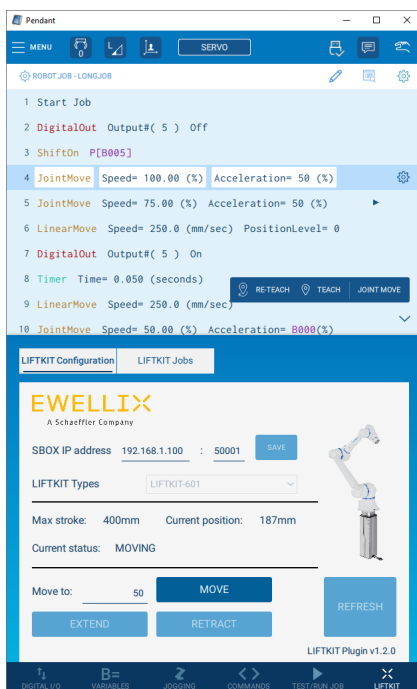 Pendant
MENU 0 SERVO
ROBOT JOB - LONGJOB
1 Start Job
2 DigitalOut Output#( 5 ) Off
3 ShiftOn P[B005]
4 JointMove Speed= 100.00 (%) Acceleration= 50 (%)
5 JointMove Speed= 75.00 (%) Acceleration= 50 (%)
6 LinearMove Speed= 250.0 (mm/sec) PositionLevel= 0
7 DigitalOut Output#( 5 ) On
8 Timer Time= 0.050 (seconds)
RE-TEACH TEACH JOINT MOVE
9 LinearMove Speed= 250.0 (mm/sec)
10 JointMove Speed= 50.00 (%) Acceleration= B000(%)
LIFTKIT Configuration LIFTKIT Jobs
EWELLIX
A Schaeffler Company
SBOX IP address 192.168.1.100 : 50001 SAVE
LIFTKIT Types LIFTKIT-601
Max stroke: 400mm Current position: 187mm
Current status: MOVING
Move to: 50 MOVE
REFRESH
EXTEND RETRACT
LIFTKIT Plugin v1.2.0
DIGITAL I/O B= VARIABLES JOGGING COMMANDS TEST/RUN JOB LIFTKIT